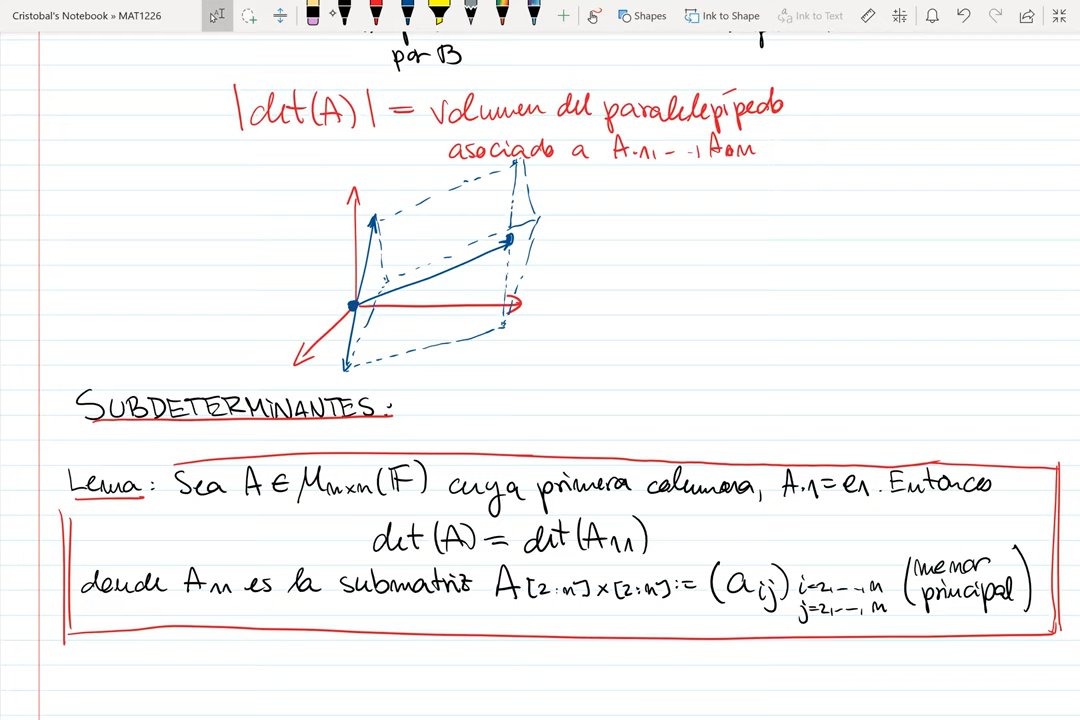 Cristobal's Notebook » MAT1226
Shapes
Ink to Shape
Ink to Text
por B
|det(A)| = volumen del paralelepípedo
asociado a A.1, --, A.n
SUBDETERMINANTES:
Lema: Sea A ∈ Mnxn(F) cuya primera columna, A.1 = e1. Entonces
det(A) = det(A11)
donde A11 es la submatriz A[2:n]x[2:n] := (aij) i=2,--,n j=2,--,n (menor principal)